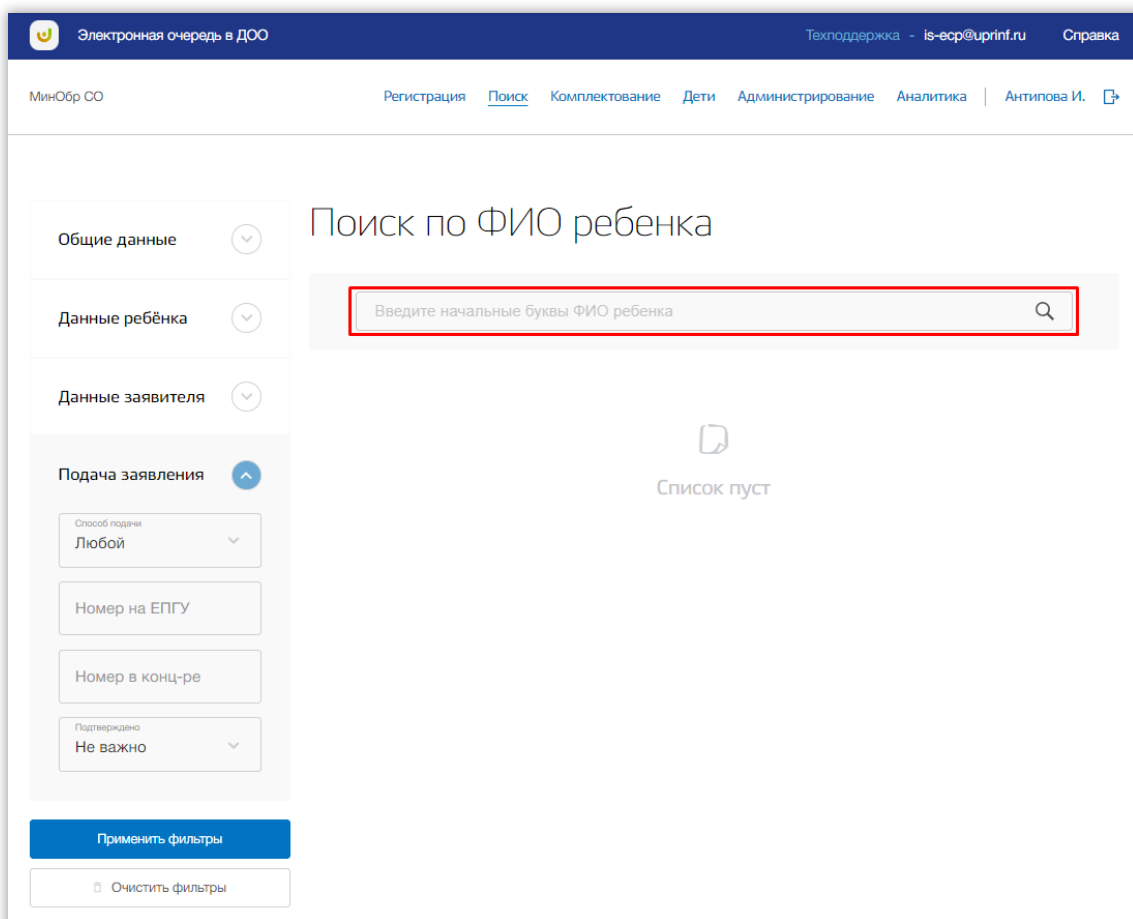 Электронная очередь в ДОО
Техподдержка - is-ecp@uprinf.ru Справка
МинОбр СО
Регистрация Поиск Комплектование Дети Администрирование Аналитика Антипова И.
Поиск по ФИО ребенка
Введите начальные буквы ФИО ребенка
Список пуст
Общие данные
Данные ребёнка
Данные заявителя
Подача заявления
Способ подачи
Любой
Номер на ЕПГУ
Номер в конц-ре
Подтверждено
Не важно
Применить фильтры
Очистить фильтры